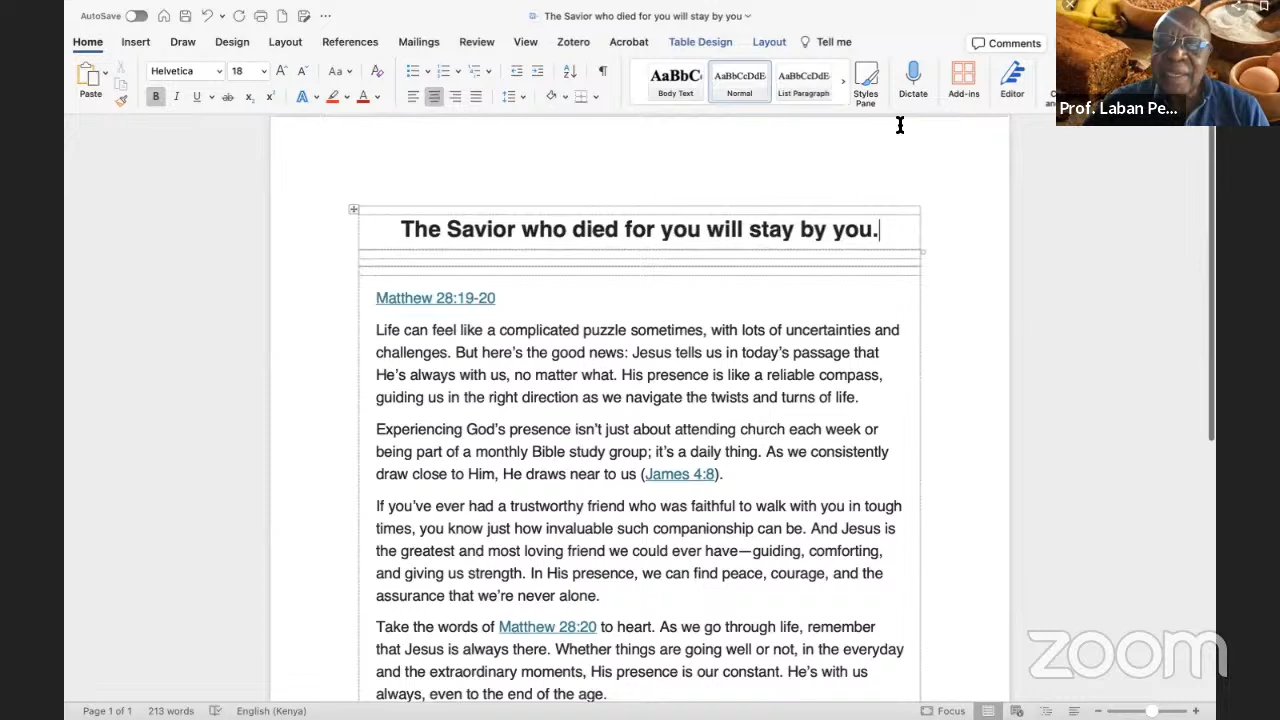 AutoSave
The Savior who died for you will stay by you
Home Insert Draw Design Layout References Mailings Review View Zotero Acrobat Table Design Layout Tell me
Comments
Paste
Helvetica 18
Aa
AaBbC AaBbCcDdE AaBbCcDdE
Body Text Normal List Paragraph
Styles
Pane
Dictate Add-ins Editor
Prof. Laban Pe...
The Savior who died for you will stay by you.
Matthew 28:19-20
Life can feel like a complicated puzzle sometimes, with lots of uncertainties and
challenges. But here's the good news: Jesus tells us in today's passage that
He's always with us, no matter what. His presence is like a reliable compass,
guiding us in the right direction as we navigate the twists and turns of life.
Experiencing God's presence isn't just about attending church each week or
being part of a monthly Bible study group; it's a daily thing. As we consistently
draw close to Him, He draws near to us (James 4:8).
If you've ever had a trustworthy friend who was faithful to walk with you in tough
times, you know just how invaluable such companionship can be. And Jesus is
the greatest and most loving friend we could ever have—guiding, comforting,
and giving us strength. In His presence, we can find peace, courage, and the
assurance that we're never alone.
Take the words of Matthew 28:20 to heart. As we go through life, remember
that Jesus is always there. Whether things are going well or not, in the everyday
and the extraordinary moments, His presence is our constant. He's with us
always, even to the end of the age.
zoom
Page 1 of 1 213 words English (Kenya) Focus